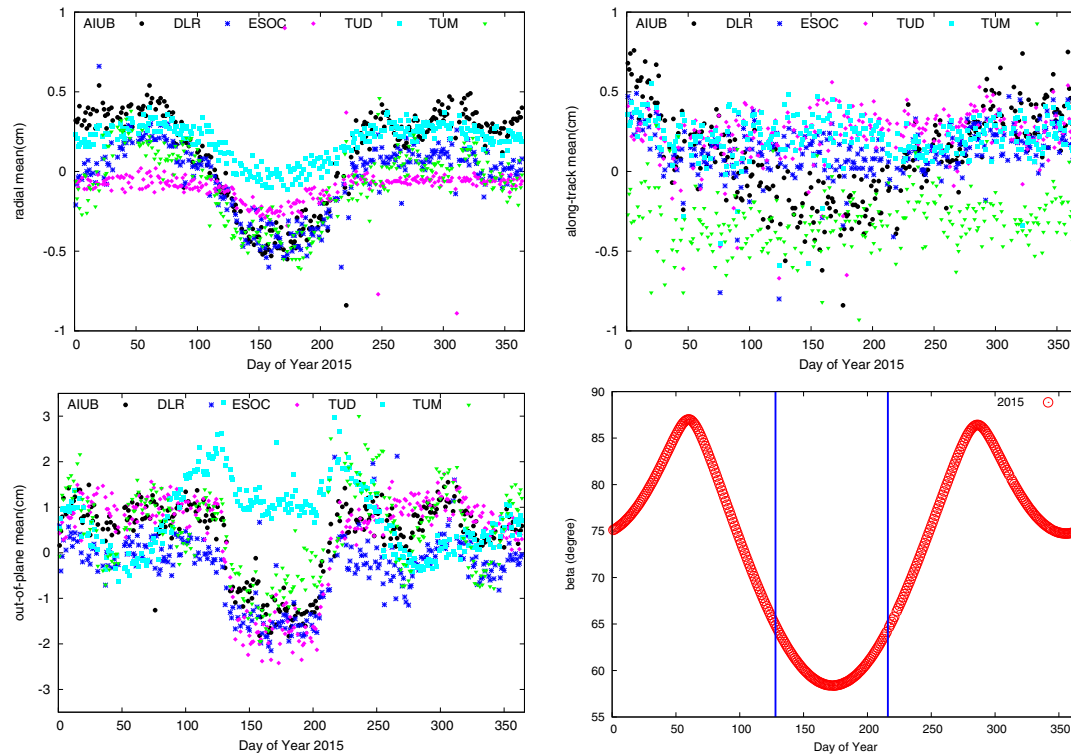 AIUB DLR ESOC TUD TUM
1
0.5
0
-0.5
-1
radial mean(cm)
0 50 100 150 200 250 300 350
Day of Year 2015
AIUB DLR ESOC TUD TUM
1
0.5
0
-0.5
-1
along-track mean(cm)
0 50 100 150 200 250 300 350
Day of Year 2015
AIUB DLR ESOC TUD TUM
3
2
1
0
-1
-2
-3
out-of-plane mean(cm)
0 50 100 150 200 250 300 350
Day of Year 2015
2015
90
85
80
75
70
65
60
55
beta (degree)
0 50 100 150 200 250 300 350
Day of Year